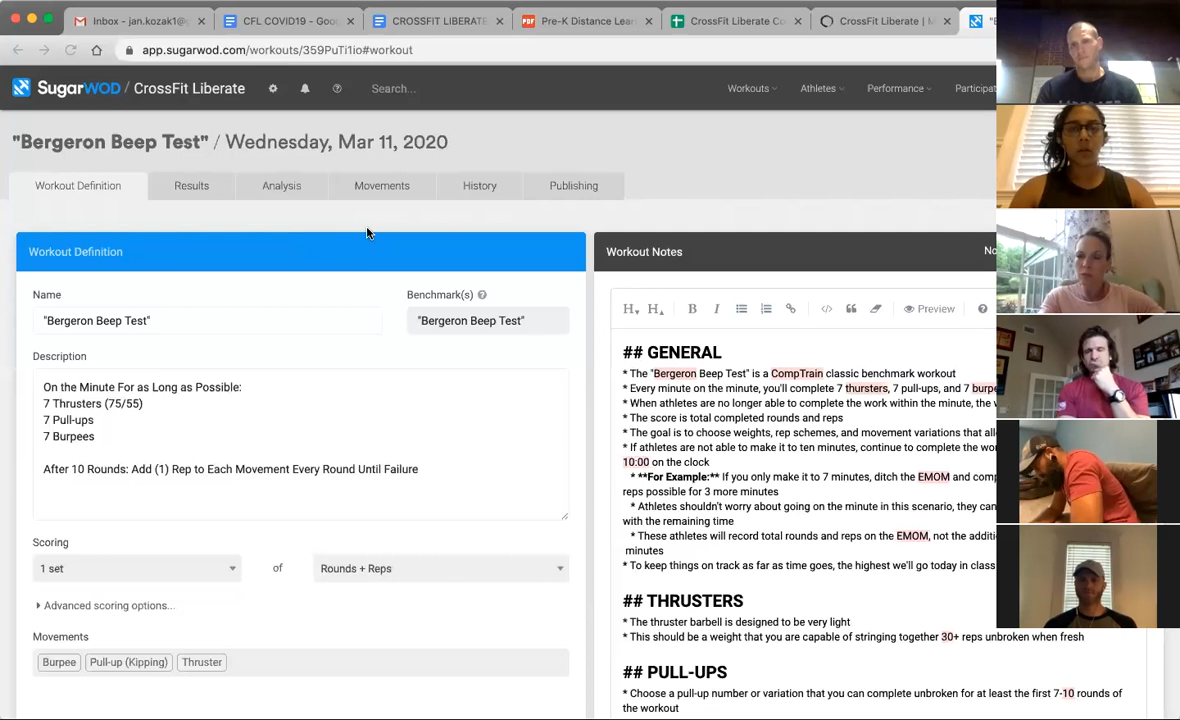 Inbox - jan.kozak1@g
CFL COVID19 - Goo
CROSSFIT LIBERATE
Pre-K Distance Lear
CrossFit Liberate Co
CrossFit Liberate | M
"B
app.sugarwod.com/workouts/359PuTi1io#workout
SugarWOD / CrossFit Liberate
Search...
Workouts
Athletes
Performance
Participat
"Bergeron Beep Test" / Wednesday, Mar 11, 2020
Workout Definition
Results
Analysis
Movements
History
Publishing
Workout Definition
Name
Benchmark(s)
"Bergeron Beep Test"
"Bergeron Beep Test"
Description
On the Minute For as Long as Possible:
7 Thrusters (75/55)
7 Pull-ups
7 Burpees
After 10 Rounds: Add (1) Rep to Each Movement Every Round Until Failure
Scoring
1 set
of
Rounds + Reps
Advanced scoring options...
Movements
Burpee
Pull-up (Kipping)
Thruster
Workout Notes
No
Preview
## GENERAL
* The "Bergeron Beep Test" is a CompTrain classic benchmark workout
* Every minute on the minute, you'll complete 7 thursters, 7 pull-ups, and 7 burpe
* When athletes are no longer able to complete the work within the minute, the w
* The score is total completed rounds and reps
* The goal is to choose weights, rep schemes, and movement variations that all
* If athletes are not able to make it to ten minutes, continue to complete the wor
10:00 on the clock
* **For Example:** If you only make it to 7 minutes, ditch the EMOM and comp
reps possible for 3 more minutes
* Athletes shouldn't worry about going on the minute in this scenario, they can
with the remaining time
* These athletes will record total rounds and reps on the EMOM, not the additi
minutes
* To keep things on track as far as time goes, the highest we'll go today in class
## THRUSTERS
* The thruster barbell is designed to be very light
* This should be a weight that you are capable of stringing together 30+ reps unbroken when fresh
## PULL-UPS
* Choose a pull-up number or variation that you can complete unbroken for at least the first 7-10 rounds of
the workout